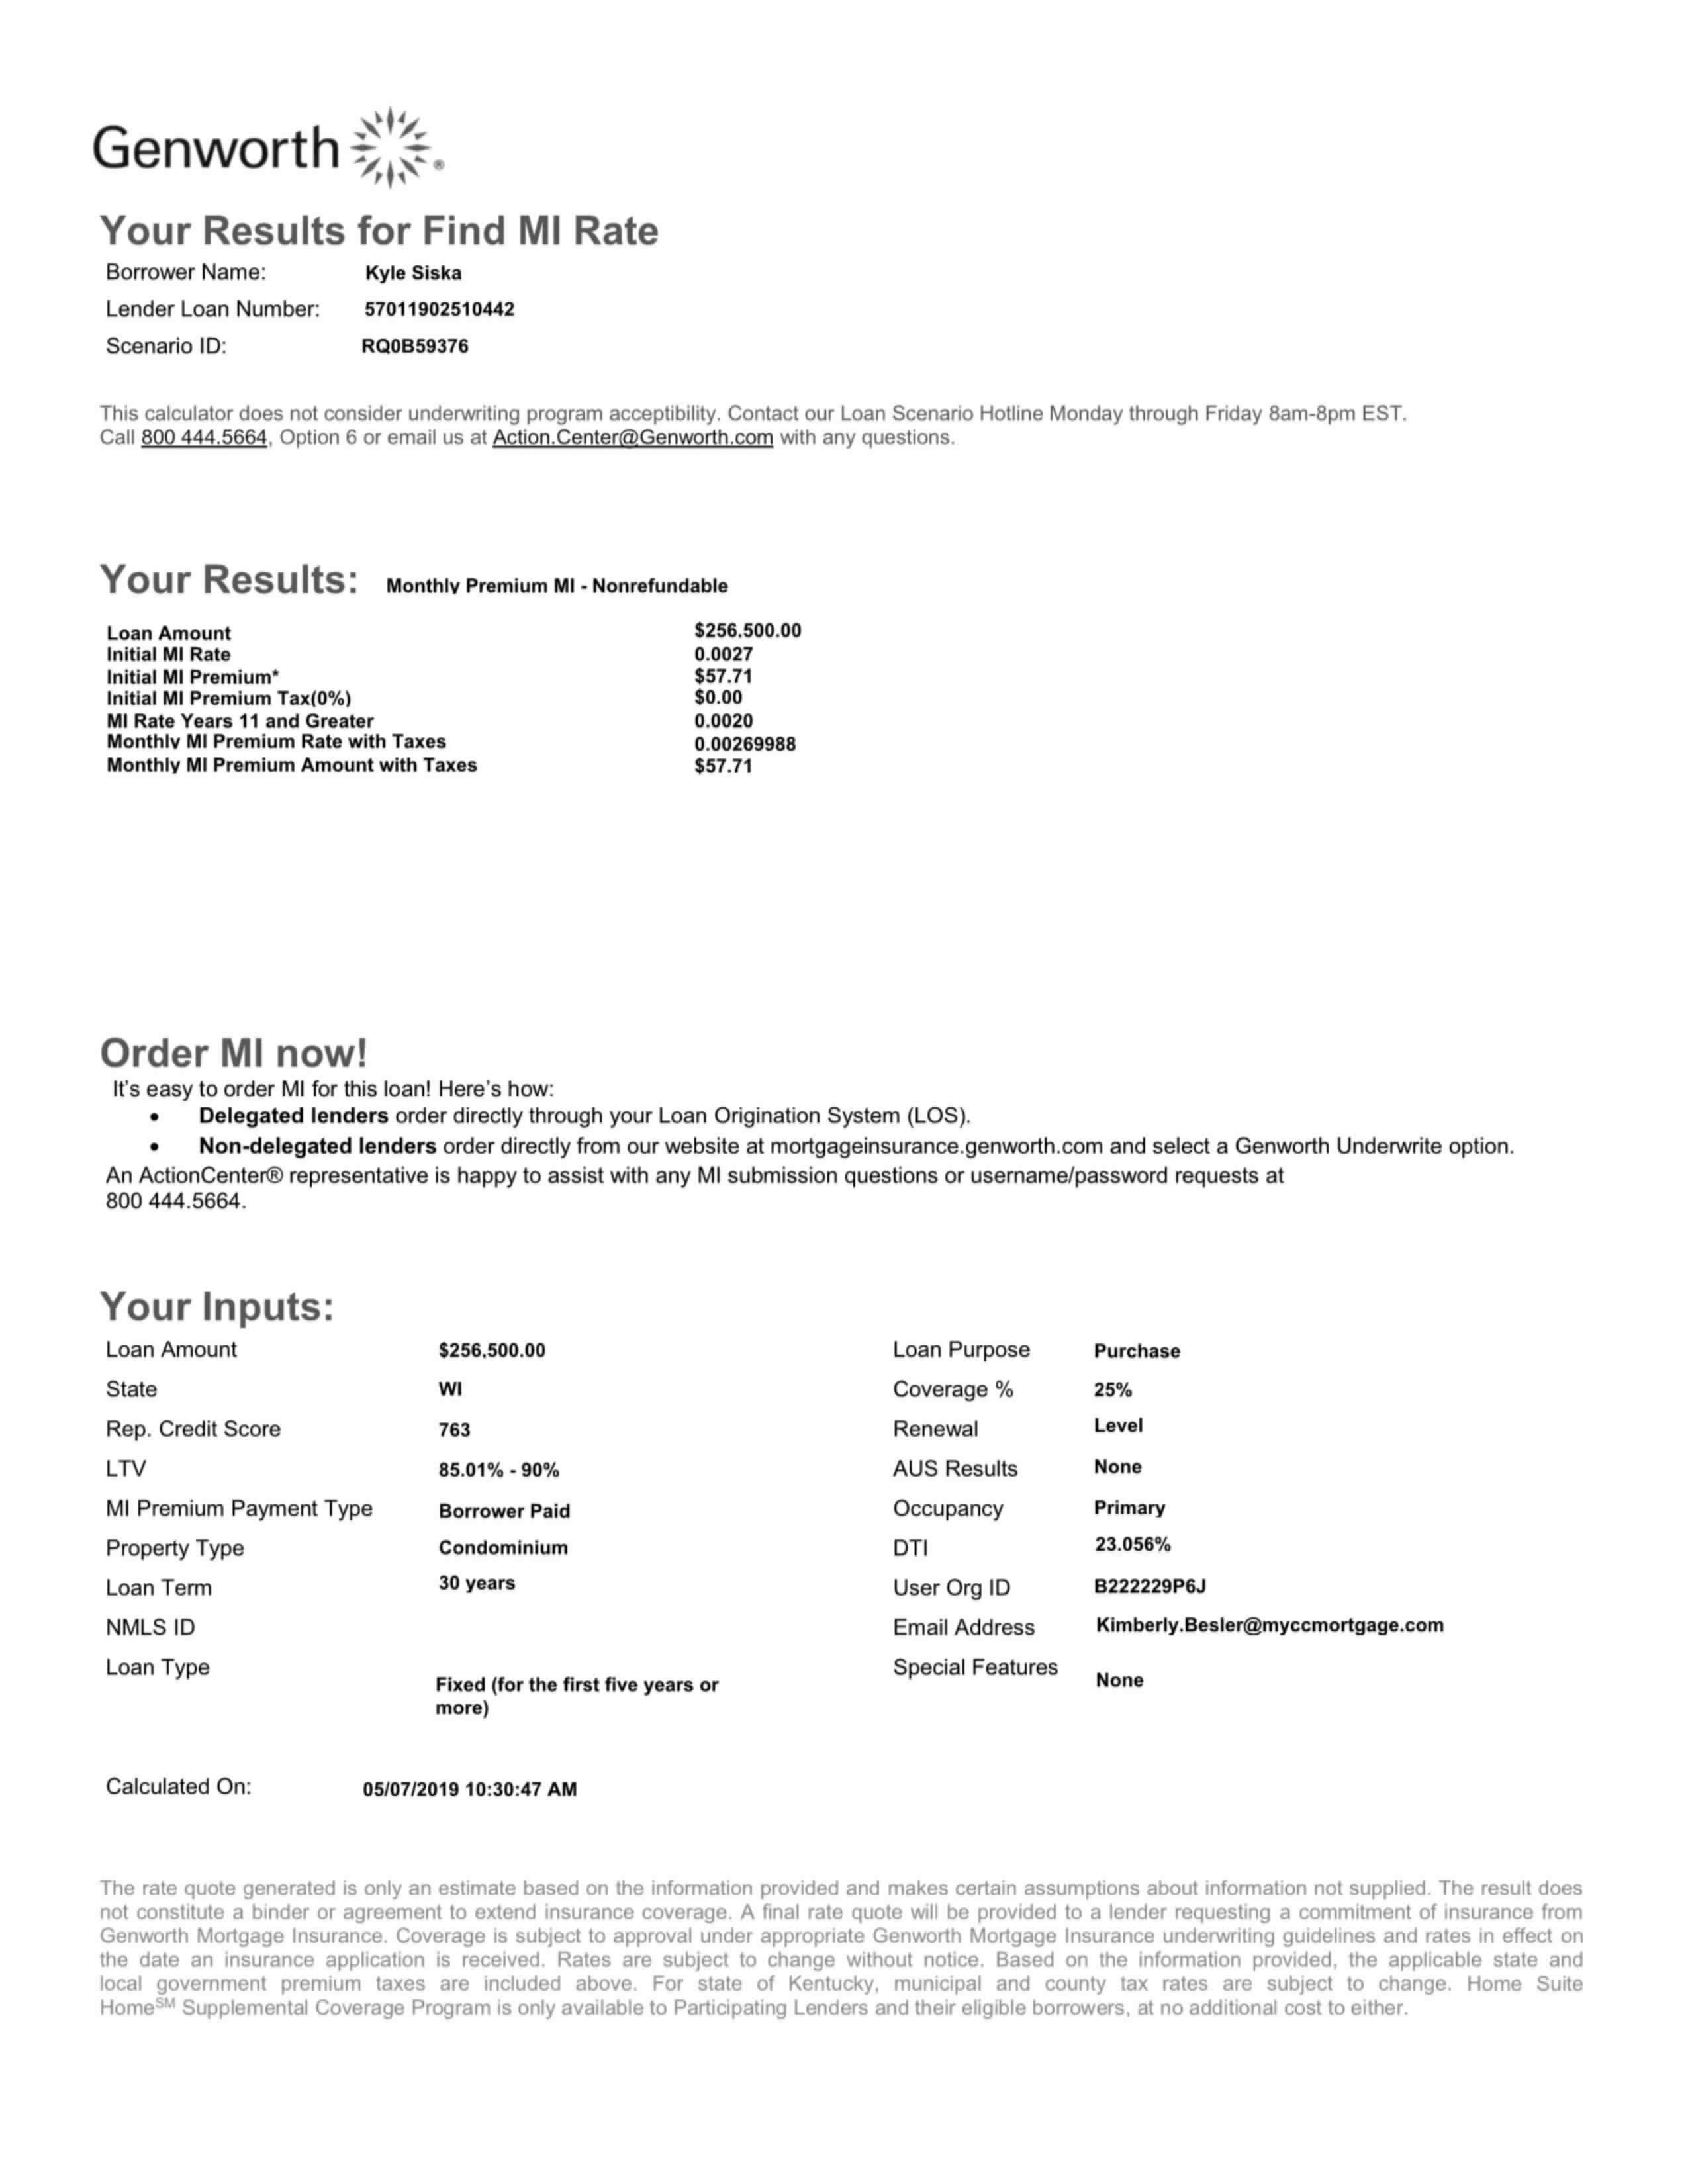 Genworth ®
Your Results for Find MI Rate
Borrower Name: Kyle Siska
Lender Loan Number: 57011902510442
Scenario ID: RQ0B59376
This calculator does not consider underwriting program acceptibility. Contact our Loan Scenario Hotline Monday through Friday 8am-8pm EST.
Call 800 444.5664, Option 6 or email us at Action.Center@Genworth.com with any questions.
Your Results: Monthly Premium MI - Nonrefundable
Loan Amount $256,500.00
Initial MI Rate 0.0027
Initial MI Premium* $57.71
Initial MI Premium Tax(0%) $0.00
MI Rate Years 11 and Greater 0.0020
Monthly MI Premium Rate with Taxes 0.00269988
Monthly MI Premium Amount with Taxes $57.71
Order MI now!
It’s easy to order MI for this loan! Here’s how:
• Delegated lenders order directly through your Loan Origination System (LOS).
• Non-delegated lenders order directly from our website at mortgageinsurance.genworth.com and select a Genworth Underwrite option.
An ActionCenter® representative is happy to assist with any MI submission questions or username/password requests at
800 444.5664.
Your Inputs:
Loan Amount $256,500.00 Loan Purpose Purchase
State WI Coverage % 25%
Rep. Credit Score 763 Renewal Level
LTV 85.01% - 90% AUS Results None
MI Premium Payment Type Borrower Paid Occupancy Primary
Property Type Condominium DTI 23.056%
Loan Term 30 years User Org ID B222229P6J
NMLS ID Email Address Kimberly.Besler@myccmortgage.com
Loan Type Fixed (for the first five years or Special Features None
more)
Calculated On: 05/07/2019 10:30:47 AM
The rate quote generated is only an estimate based on the information provided and makes certain assumptions about information not supplied. The result does
not constitute a binder or agreement to extend insurance coverage. A final rate quote will be provided to a lender requesting a commitment of insurance from
Genworth Mortgage Insurance. Coverage is subject to approval under appropriate Genworth Mortgage Insurance underwriting guidelines and rates in effect on
the date an insurance application is received. Rates are subject to change without notice. Based on the information provided, the applicable state and
local government premium taxes are included above. For state of Kentucky, municipal and county tax rates are subject to change. Home Suite
Home℠ Supplemental Coverage Program is only available to Participating Lenders and their eligible borrowers, at no additional cost to either.